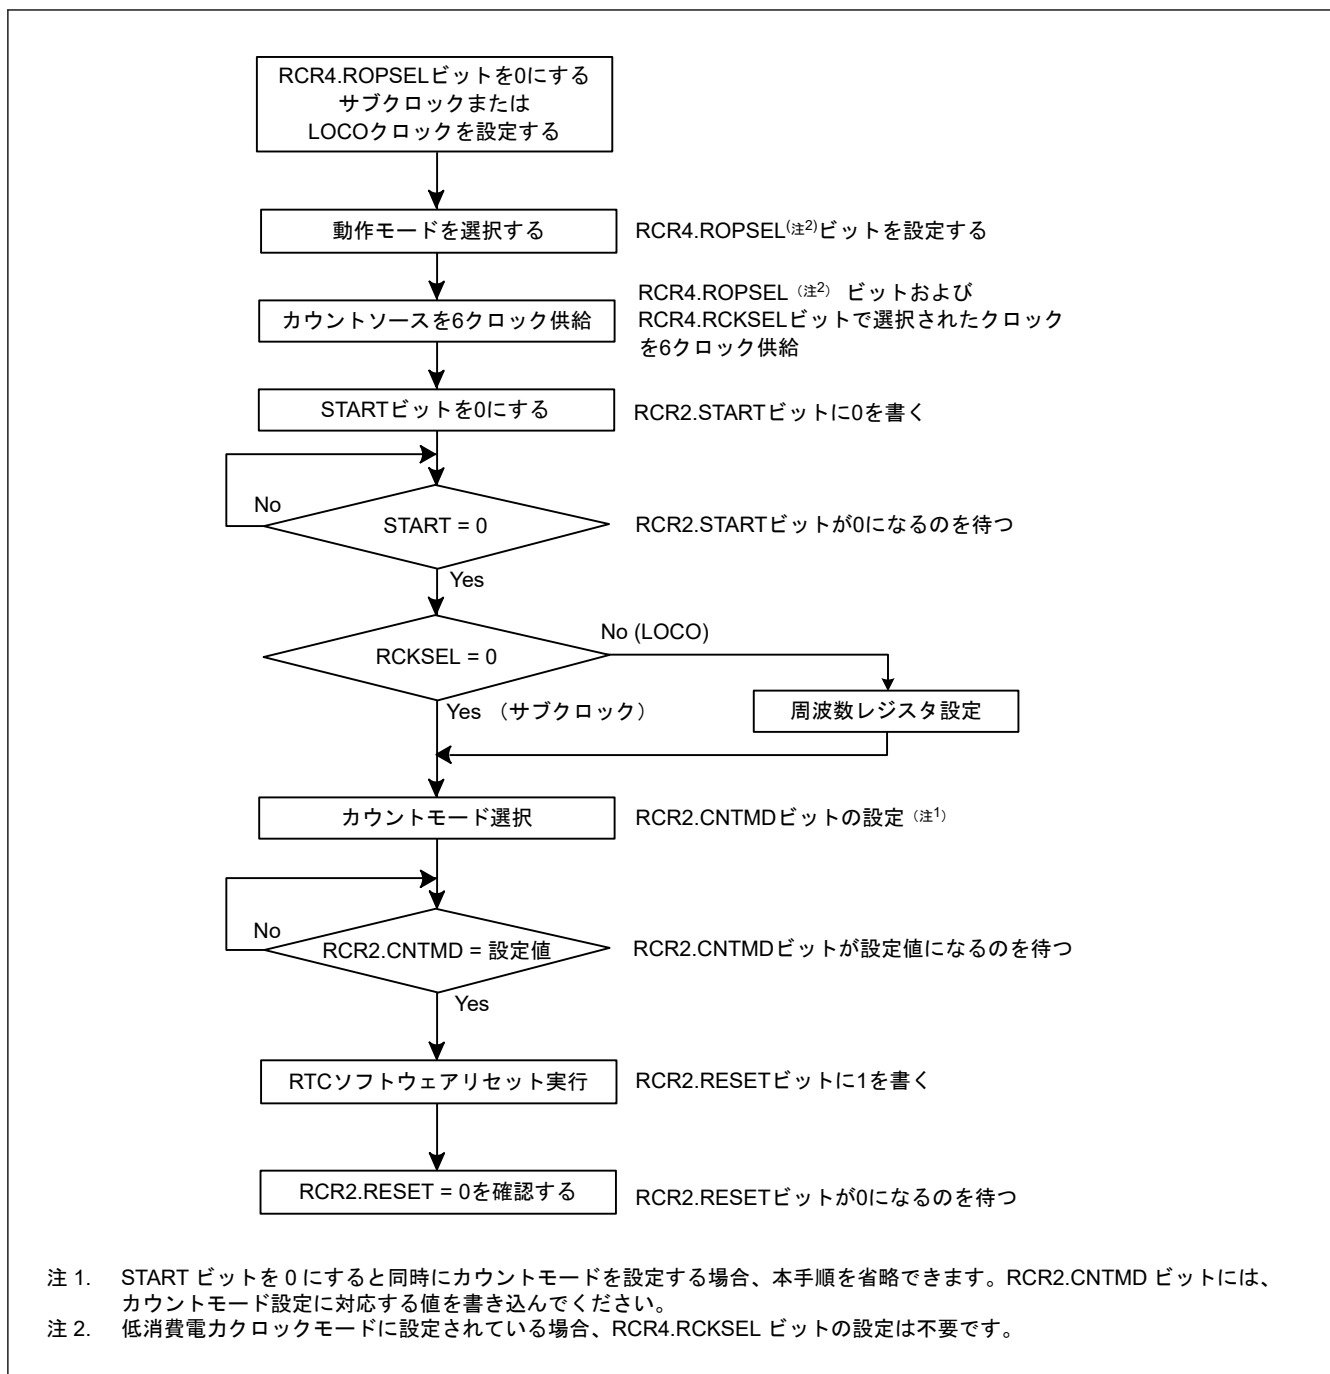 RCR4.ROPSELビットを0にする
サブクロックまたは
LOCOクロックを設定する
動作モードを選択する
RCR4.ROPSEL(注2)ビットを設定する
カウントソースを6クロック供給
RCR4.ROPSEL（注2） ビットおよび
RCR4.RCKSELビットで選択されたクロック
を6クロック供給
STARTビットを0にする
RCR2.STARTビットに0を書く
No
START = 0
RCR2.STARTビットが0になるのを待つ
Yes
No (LOCO)
RCKSEL = 0
Yes （サブクロック）
周波数レジスタ設定
カウントモード選択
RCR2.CNTMDビットの設定（注1）
No
RCR2.CNTMD = 設定値
RCR2.CNTMDビットが設定値になるのを待つ
Yes
RTCソフトウェアリセット実行
RCR2.RESETビットに1を書く
RCR2.RESET = 0を確認する
RCR2.RESETビットが0になるのを待つ
注 1. START ビットを 0 にすると同時にカウントモードを設定する場合、本手順を省略できます。RCR2.CNTMD ビットには、
カウントモード設定に対応する値を書き込んでください。
注 2. 低消費電力クロックモードに設定されている場合、RCR4.RCKSEL ビットの設定は不要です。